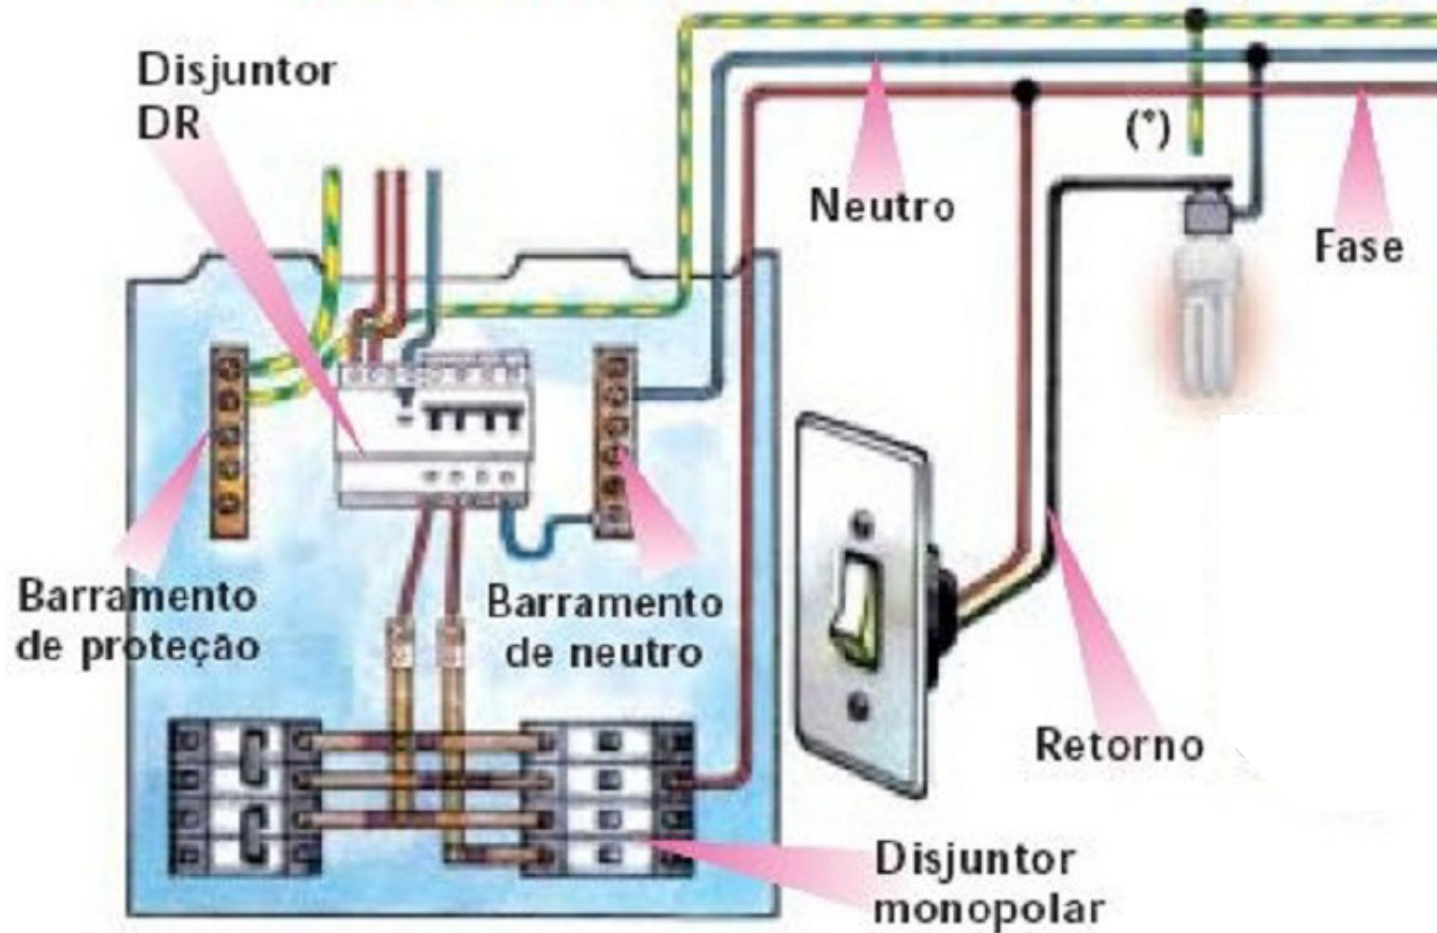 Disjuntor
DR
(*)
Neutro
Fase
Barramento
de proteção
Barramento
de neutro
Retorno
Disjuntor
monopolar